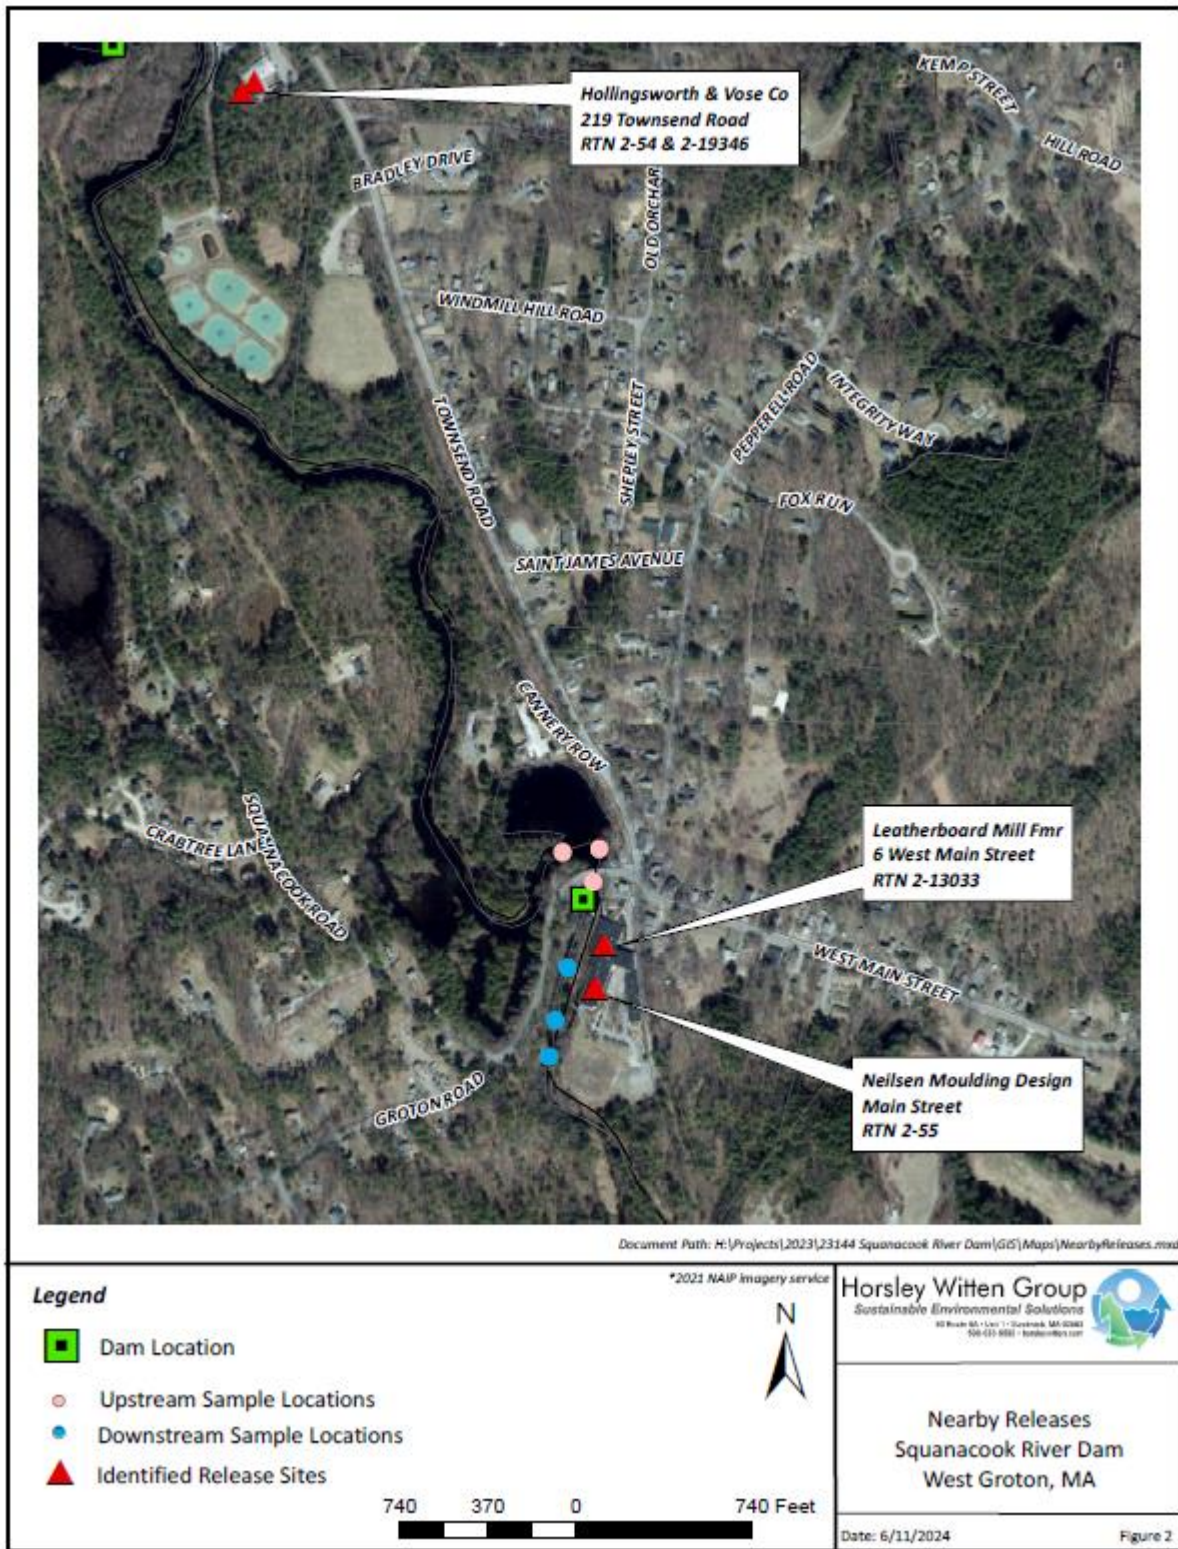 KEMP STREET
HILL ROAD
Hollingsworth & Vose Co
219 Townsend Road
RTN 2-54 & 2-19346
BRADLEY DRIVE
OLD ORCHAR
WINDMILL HILL ROAD
SHEPLEY STREET
PEPPERELL ROAD
INTEGRITY WAY
TOWNSEND ROAD
FOX RUN
SAINT JAMES AVENUE
CANNERY ROW
SQUANNACOOK ROAD
CRABTREE LANE
Leatherboard Mill Fmr
6 West Main Street
RTN 2-13033
WEST MAIN STREET
GROTON ROAD
Neilsen Moulding Design
Main Street
RTN 2-55
Document Path: H:\Projects\2023\23144 Squanacook River Dam\GIS\Maps\NearbyReleases.mxd
*2021 NAIP imagery service
Legend
Dam Location
Upstream Sample Locations
Downstream Sample Locations
Identified Release Sites
N
740 370 0 740 Feet
Horsley Witten Group
Sustainable Environmental Solutions
Nearby Releases
Squanacook River Dam
West Groton, MA
Date: 6/11/2024
Figure 2